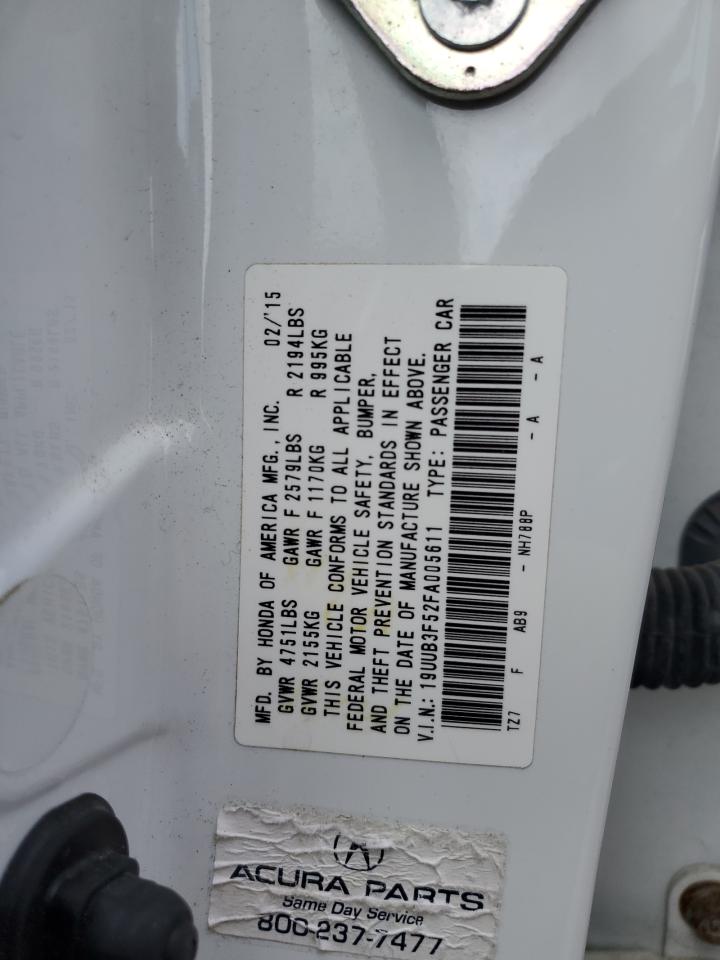 MFD. BY HONDA OF AMERICA MFG., INC. 02/'15
GVWR 4751LBS GAWR F 2579LBS R 2194LBS
GVWR 2155KG GAWR F 1170KG R 995KG
THIS VEHICLE CONFORMS TO ALL APPLICABLE
FEDERAL MOTOR VEHICLE SAFETY, BUMPER,
AND THEFT PREVENTION STANDARDS IN EFFECT
ON THE DATE OF MANUFACTURE SHOWN ABOVE.
V.I.N.: 19UUB3F52FA005611 TYPE: PASSENGER CAR
TZ7 F AB9 - NH788P - A - A
ACURA PARTS
Same Day Service
800-237-7477